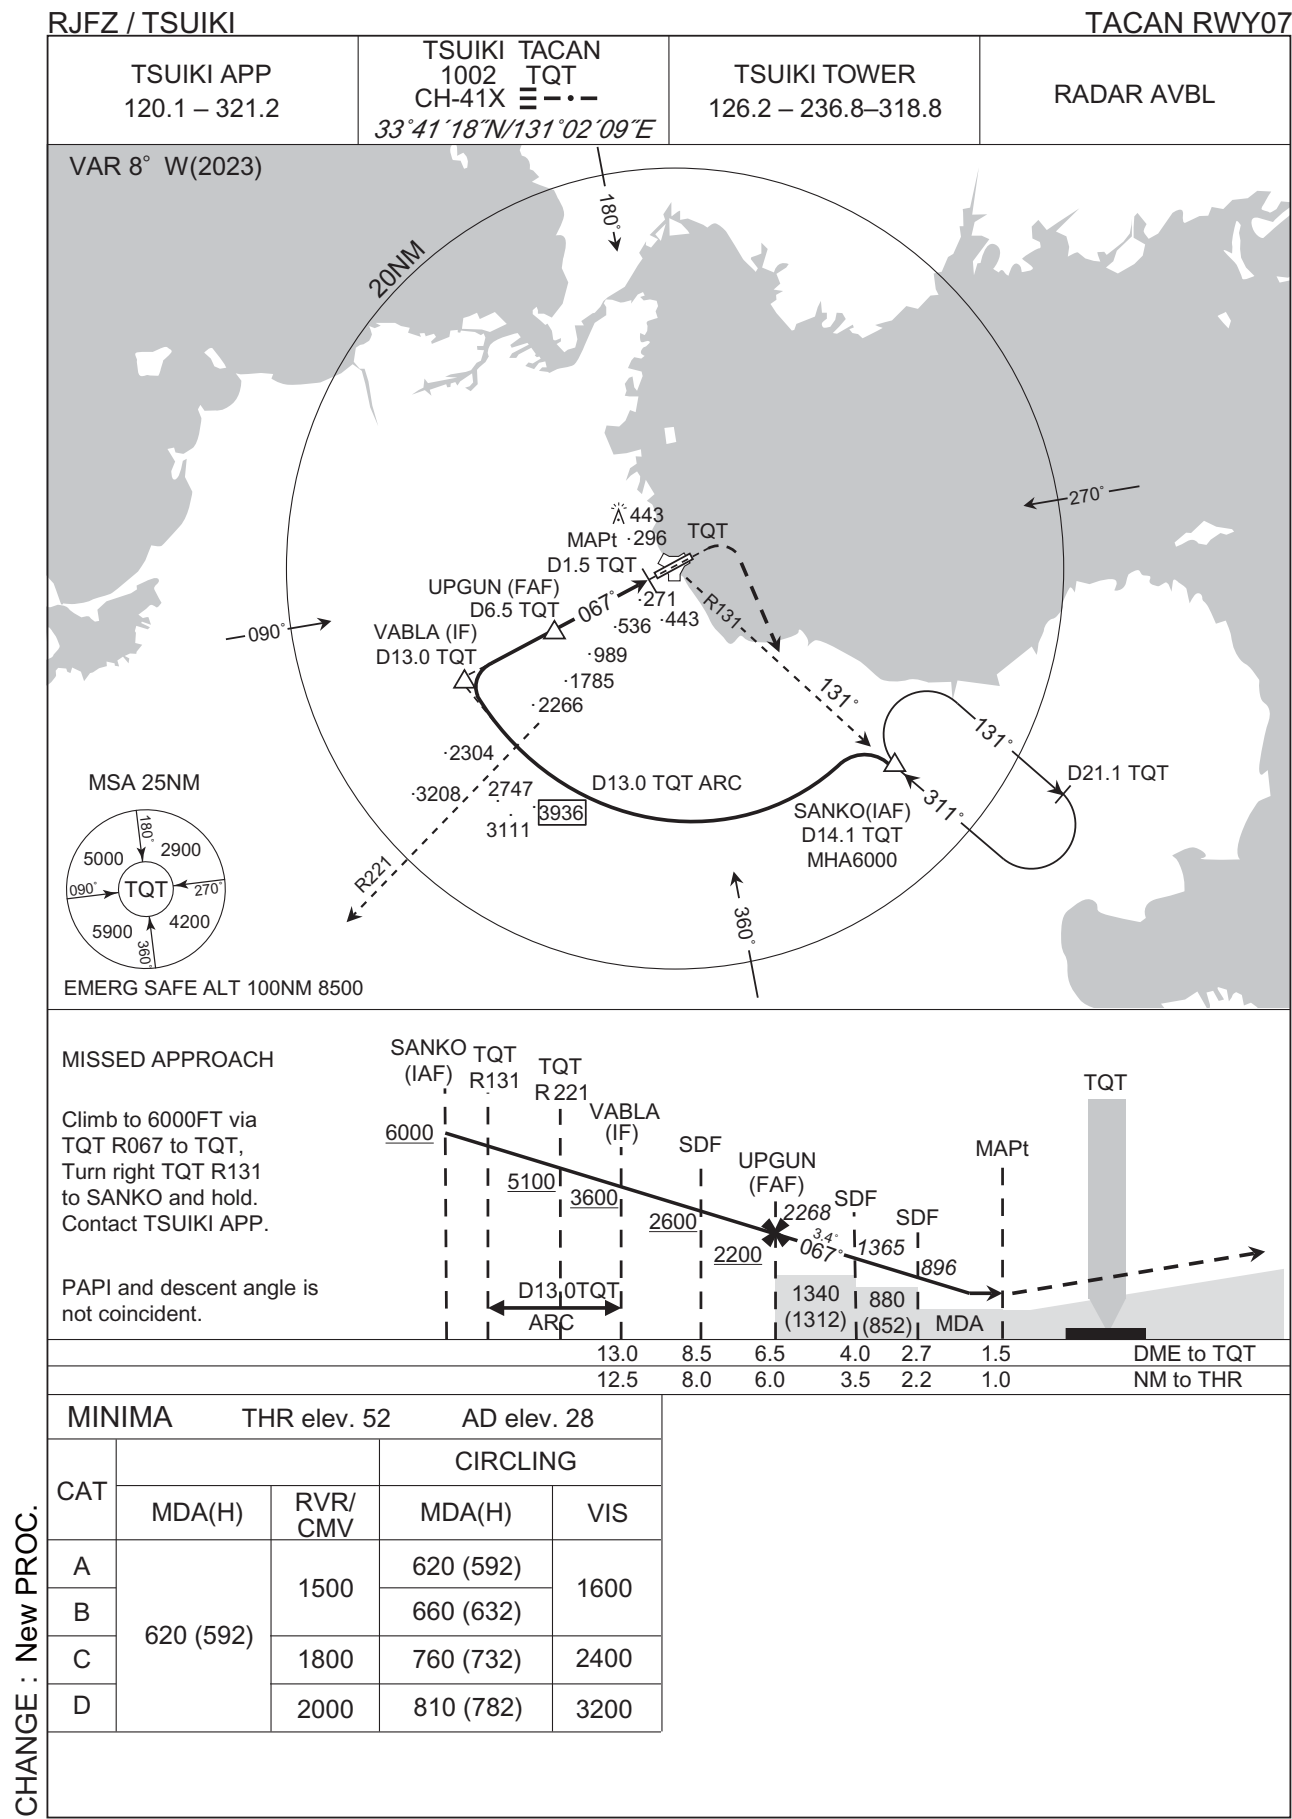 RJFZ / TSUIKI
TACAN RWY07
TSUIKI APP
120.1 – 321.2
TSUIKI TACAN
1002 TQT
CH-41X
33°41´18˝N/131°02´09˝E
TSUIKI TOWER
126.2 – 236.8–318.8
RADAR AVBL
VAR 8° W(2023)
20NM
180°
270°
090°
360°
443
296
MAPt
D1.5 TQT
TQT
UPGUN (FAF)
D6.5 TQT
067°
271
536
443
R131
VABLA (IF)
D13.0 TQT
989
1785
2266
2304
3208
2747
3111
3936
R221
D13.0 TQT ARC
131°
131°
D21.1 TQT
311°
SANKO(IAF)
D14.1 TQT
MHA6000
MSA 25NM
180°
5000
2900
090°
TQT
270°
5900
4200
360°
EMERG SAFE ALT 100NM 8500
MISSED APPROACH
Climb to 6000FT via
TQT R067 to TQT,
Turn right TQT R131
to SANKO and hold.
Contact TSUIKI APP.
PAPI and descent angle is
not coincident.
SANKO
(IAF)
TQT
R131
TQT
R 221
VABLA
(IF)
SDF
UPGUN
(FAF)
SDF
SDF
MAPt
TQT
6000
5100
3600
2600
2200
2268
3.4°
067°
1365
896
D13.0TQT
ARC
1340
(1312)
880
(852)
MDA
13.0 8.5 6.5 4.0 2.7 1.5 DME to TQT
12.5 8.0 6.0 3.5 2.2 1.0 NM to THR
MINIMA THR elev. 52 AD elev. 28
CAT
CIRCLING
MDA(H)
RVR/
CMV
MDA(H)
VIS
A
620 (592)
1500
620 (592)
1600
B
660 (632)
C
1800
760 (732)
2400
D
2000
810 (782)
3200
CHANGE : New PROC.